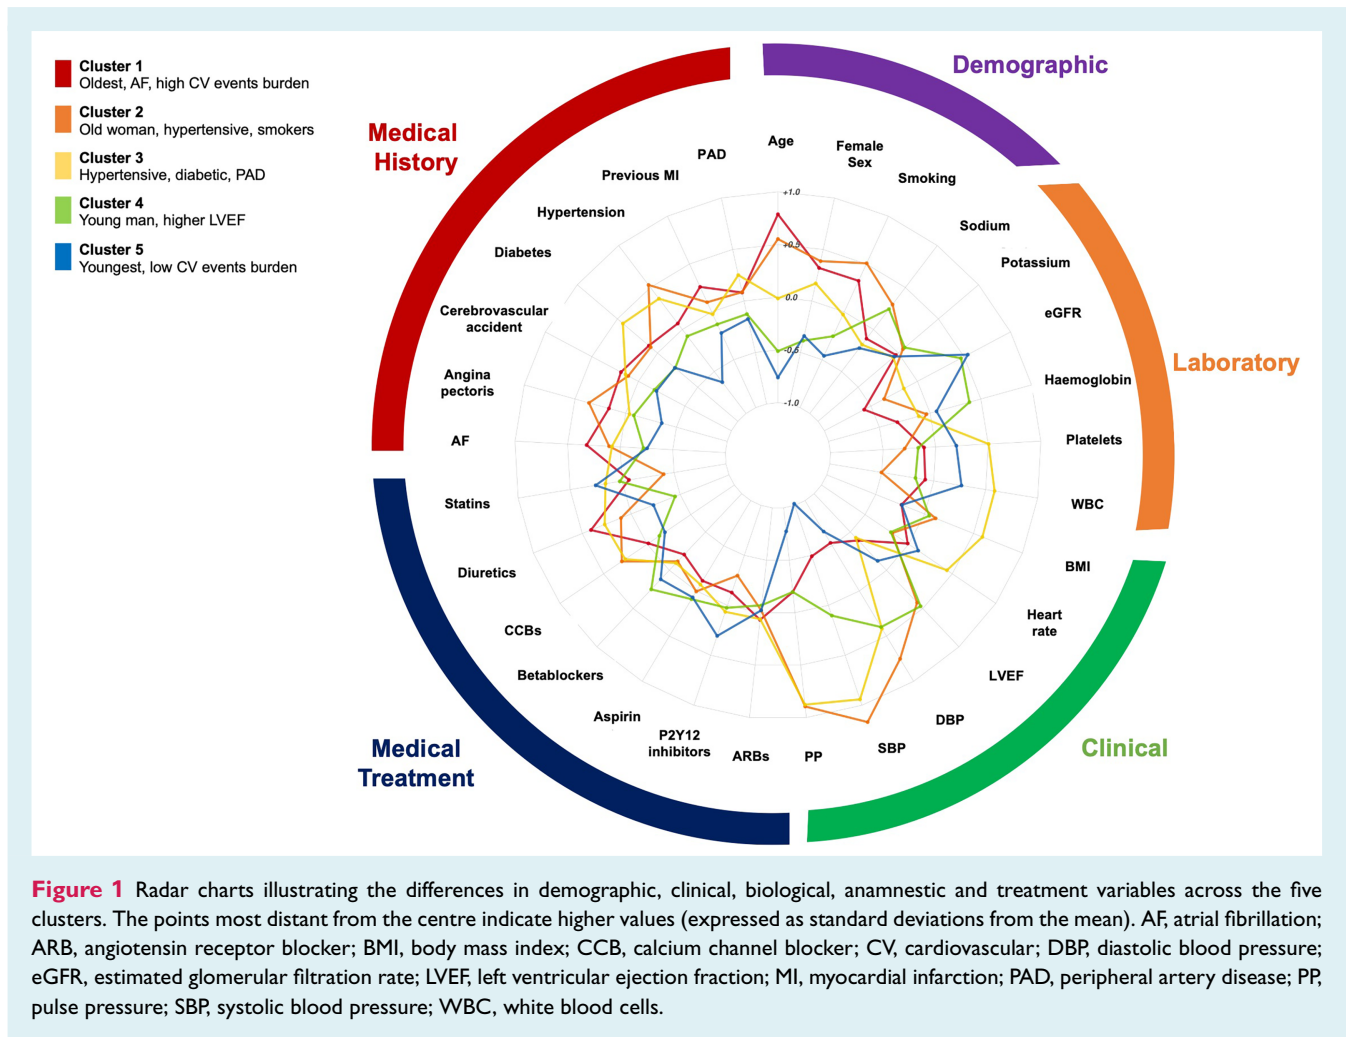 Cluster 1
Oldest, AF, high CV events burden
Cluster 2
Old woman, hypertensive, smokers
Cluster 3
Hypertensive, diabetic, PAD
Cluster 4
Young man, higher LVEF
Cluster 5
Youngest, low CV events burden
Medical
History
Demographic
Laboratory
Clinical
Medical
Treatment
Age
Female
Sex
Smoking
Sodium
Potassium
eGFR
Haemoglobin
Platelets
WBC
BMI
Heart
rate
LVEF
DBP
SBP
PP
ARBs
P2Y12
inhibitors
Aspirin
Betablockers
CCBs
Diuretics
Statins
AF
Angina
pectoris
Cerebrovascular
accident
Diabetes
Hypertension
Previous MI
PAD
+1.0
+0.5
0.0
-0.5
-1.0
Figure 1 Radar charts illustrating the differences in demographic, clinical, biological, anamnestic and treatment variables across the five
clusters. The points most distant from the centre indicate higher values (expressed as standard deviations from the mean). AF, atrial fibrillation;
ARB, angiotensin receptor blocker; BMI, body mass index; CCB, calcium channel blocker; CV, cardiovascular; DBP, diastolic blood pressure;
eGFR, estimated glomerular filtration rate; LVEF, left ventricular ejection fraction; MI, myocardial infarction; PAD, peripheral artery disease; PP,
pulse pressure; SBP, systolic blood pressure; WBC, white blood cells.